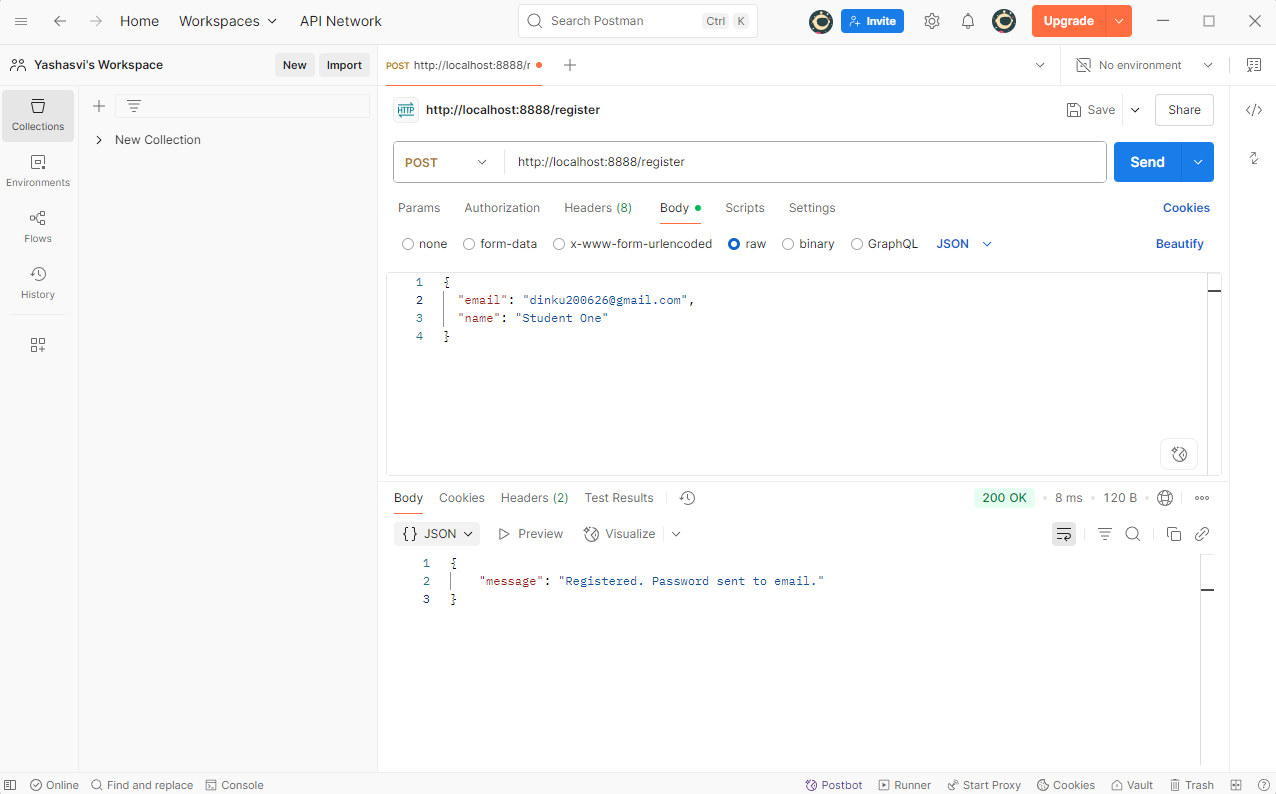 Home Workspaces API Network Search Postman Ctrl K Invite Upgrade
Yashasvi's Workspace New Import POST http://localhost:8888/r No environment
Collections
Environments
Flows
History
New Collection
HTTP http://localhost:8888/register Save Share
POST http://localhost:8888/register Send
Params Authorization Headers (8) Body Scripts Settings Cookies
none form-data x-www-form-urlencoded raw binary GraphQL JSON Beautify
1 {
2 "email": "dinku200626@gmail.com",
3 "name": "Student One"
4 }
Body Cookies Headers (2) Test Results 200 OK • 8 ms • 120 B •
{} JSON Preview Visualize
1 {
2 "message": "Registered. Password sent to email."
3 }
Online Find and replace Console Postbot Runner Start Proxy Cookies Vault Trash